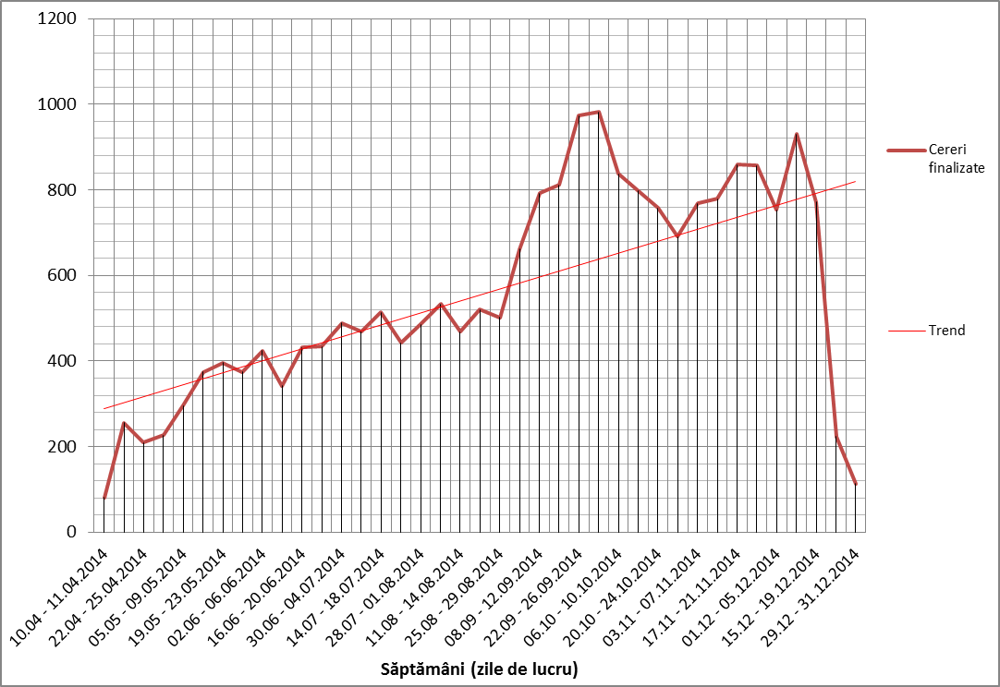 1200
1000
800
600
400
200
0
Cereri
finalizate
Trend
10.04 - 11.04.2014
22.04 - 25.04.2014
05.05 - 09.05.2014
19.05 - 23.05.2014
02.06 - 06.06.2014
16.06 - 20.06.2014
30.06 - 04.07.2014
14.07 - 18.07.2014
28.07 - 01.08.2014
11.08 - 14.08.2014
25.08 - 29.08.2014
08.09 - 12.09.2014
22.09 - 26.09.2014
06.10 - 10.10.2014
20.10 - 24.10.2014
03.11 - 07.11.2014
17.11 - 21.11.2014
01.12 - 05.12.2014
15.12 - 19.12.2014
29.12 - 31.12.2014
Săptămâni (zile de lucru)